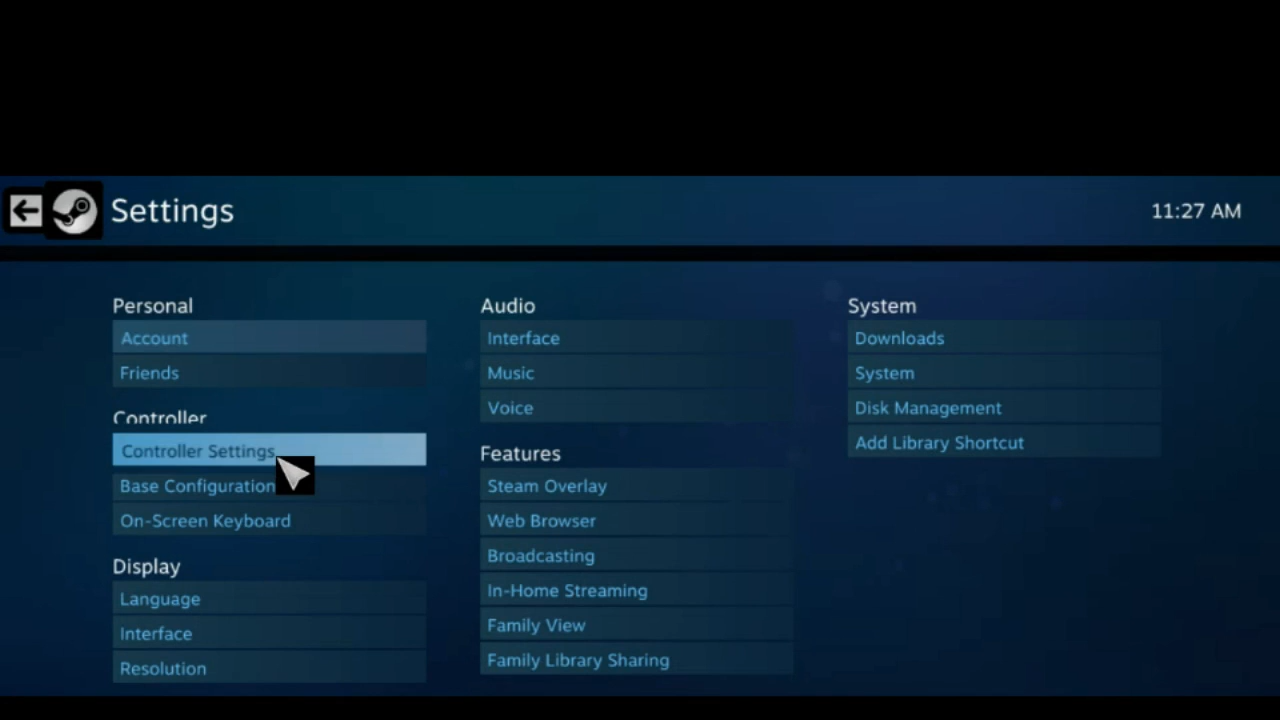 Settings
11:27 AM
Personal
Account
Friends
Controller
Controller Settings
Base Configuration
On-Screen Keyboard
Display
Language
Interface
Resolution
Audio
Interface
Music
Voice
Features
Steam Overlay
Web Browser
Broadcasting
In-Home Streaming
Family View
Family Library Sharing
System
Downloads
System
Disk Management
Add Library Shortcut